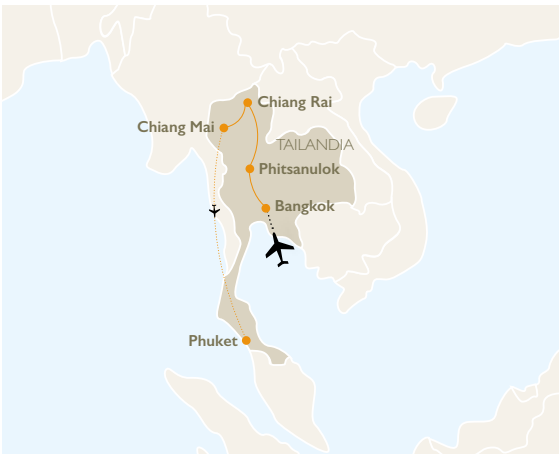 Chiang Rai
Chiang Mai
TAILANDIA
Phitsanulok
Bangkok
Phuket